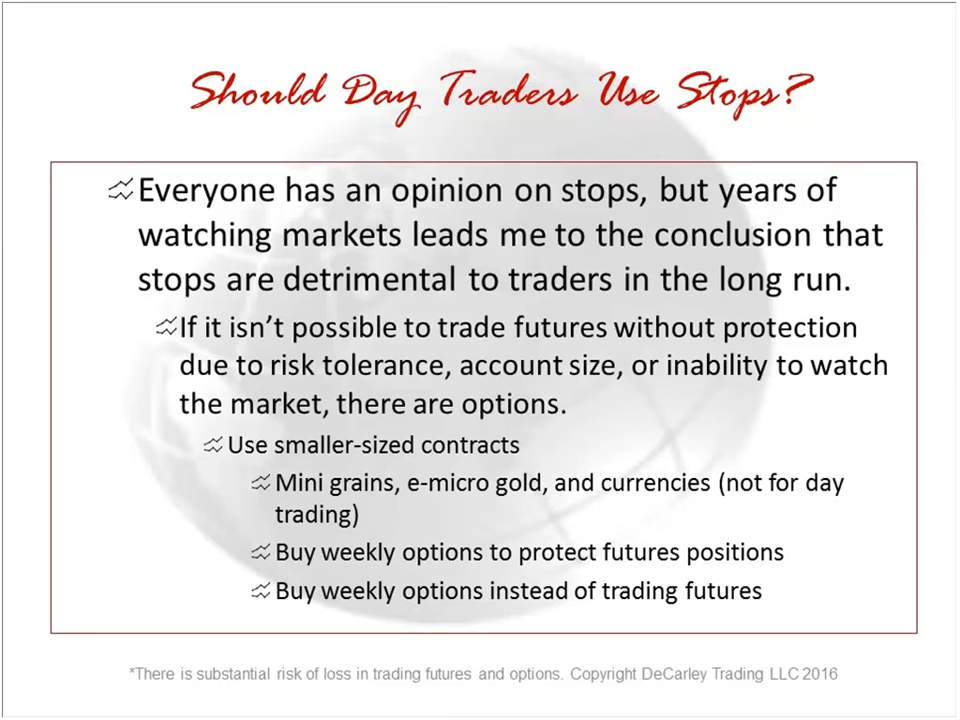 Should Day Traders Use Stops?
Everyone has an opinion on stops, but years of
watching markets leads me to the conclusion that
stops are detrimental to traders in the long run.
If it isn’t possible to trade futures without protection
due to risk tolerance, account size, or inability to watch
the market, there are options.
Use smaller-sized contracts
Mini grains, e-micro gold, and currencies (not for day
trading)
Buy weekly options to protect futures positions
Buy weekly options instead of trading futures
*There is substantial risk of loss in trading futures and options. Copyright DeCarley Trading LLC 2016